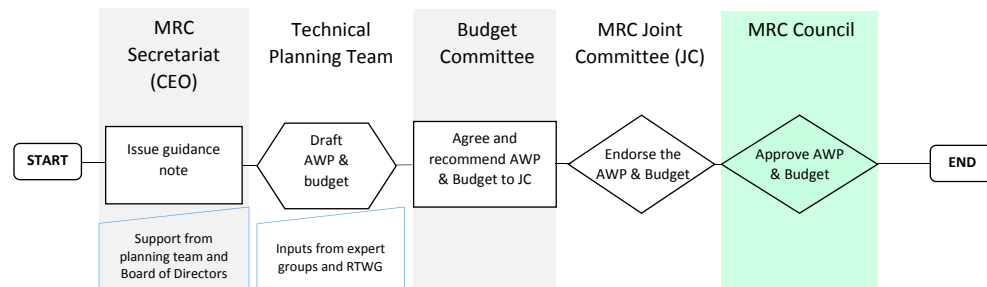 MRC
Secretariat
(CEO)
Technical
Planning Team
Budget
Committee
MRC Joint
Committee (JC)
MRC Council
START
Issue guidance
note
Draft
AWP &
budget
Agree and
recommend AWP
& Budget to JC
Endorse the
AWP & Budget
Approve AWP
& Budget
END
Support from
planning team and
Board of Directors
Inputs from expert
groups and RTWG